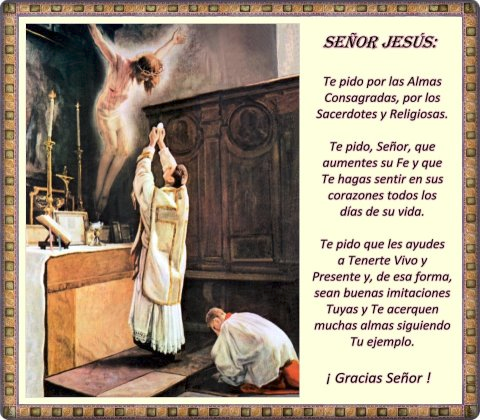 SEÑOR JESÚS:
Te pido por las Almas
Consagradas, por los
Sacerdotes y Religiosas.
Te pido, Señor, que
aumentes su Fe y que
Te hagas sentir en sus
corazones todos los
días de su vida.
Te pido que les ayudes
a Tenerte Vivo y
Presente y, de esa forma,
sean buenas imitaciones
Tuyas y Te acerquen
muchas almas siguiendo
Tu ejemplo.
¡ Gracias Señor !